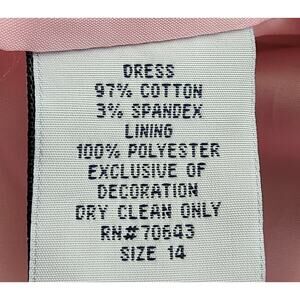 DRESS
97% COTTON
3% SPANDEX
LINING
100% POLYESTER
EXCLUSIVE OF
DECORATION
DRY CLEAN ONLY
RN#70643
SIZE 14